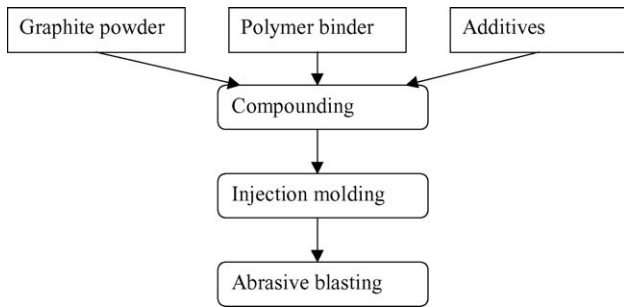 Graphite powder
Polymer binder
Additives
Compounding
Injection molding
Abrasive blasting